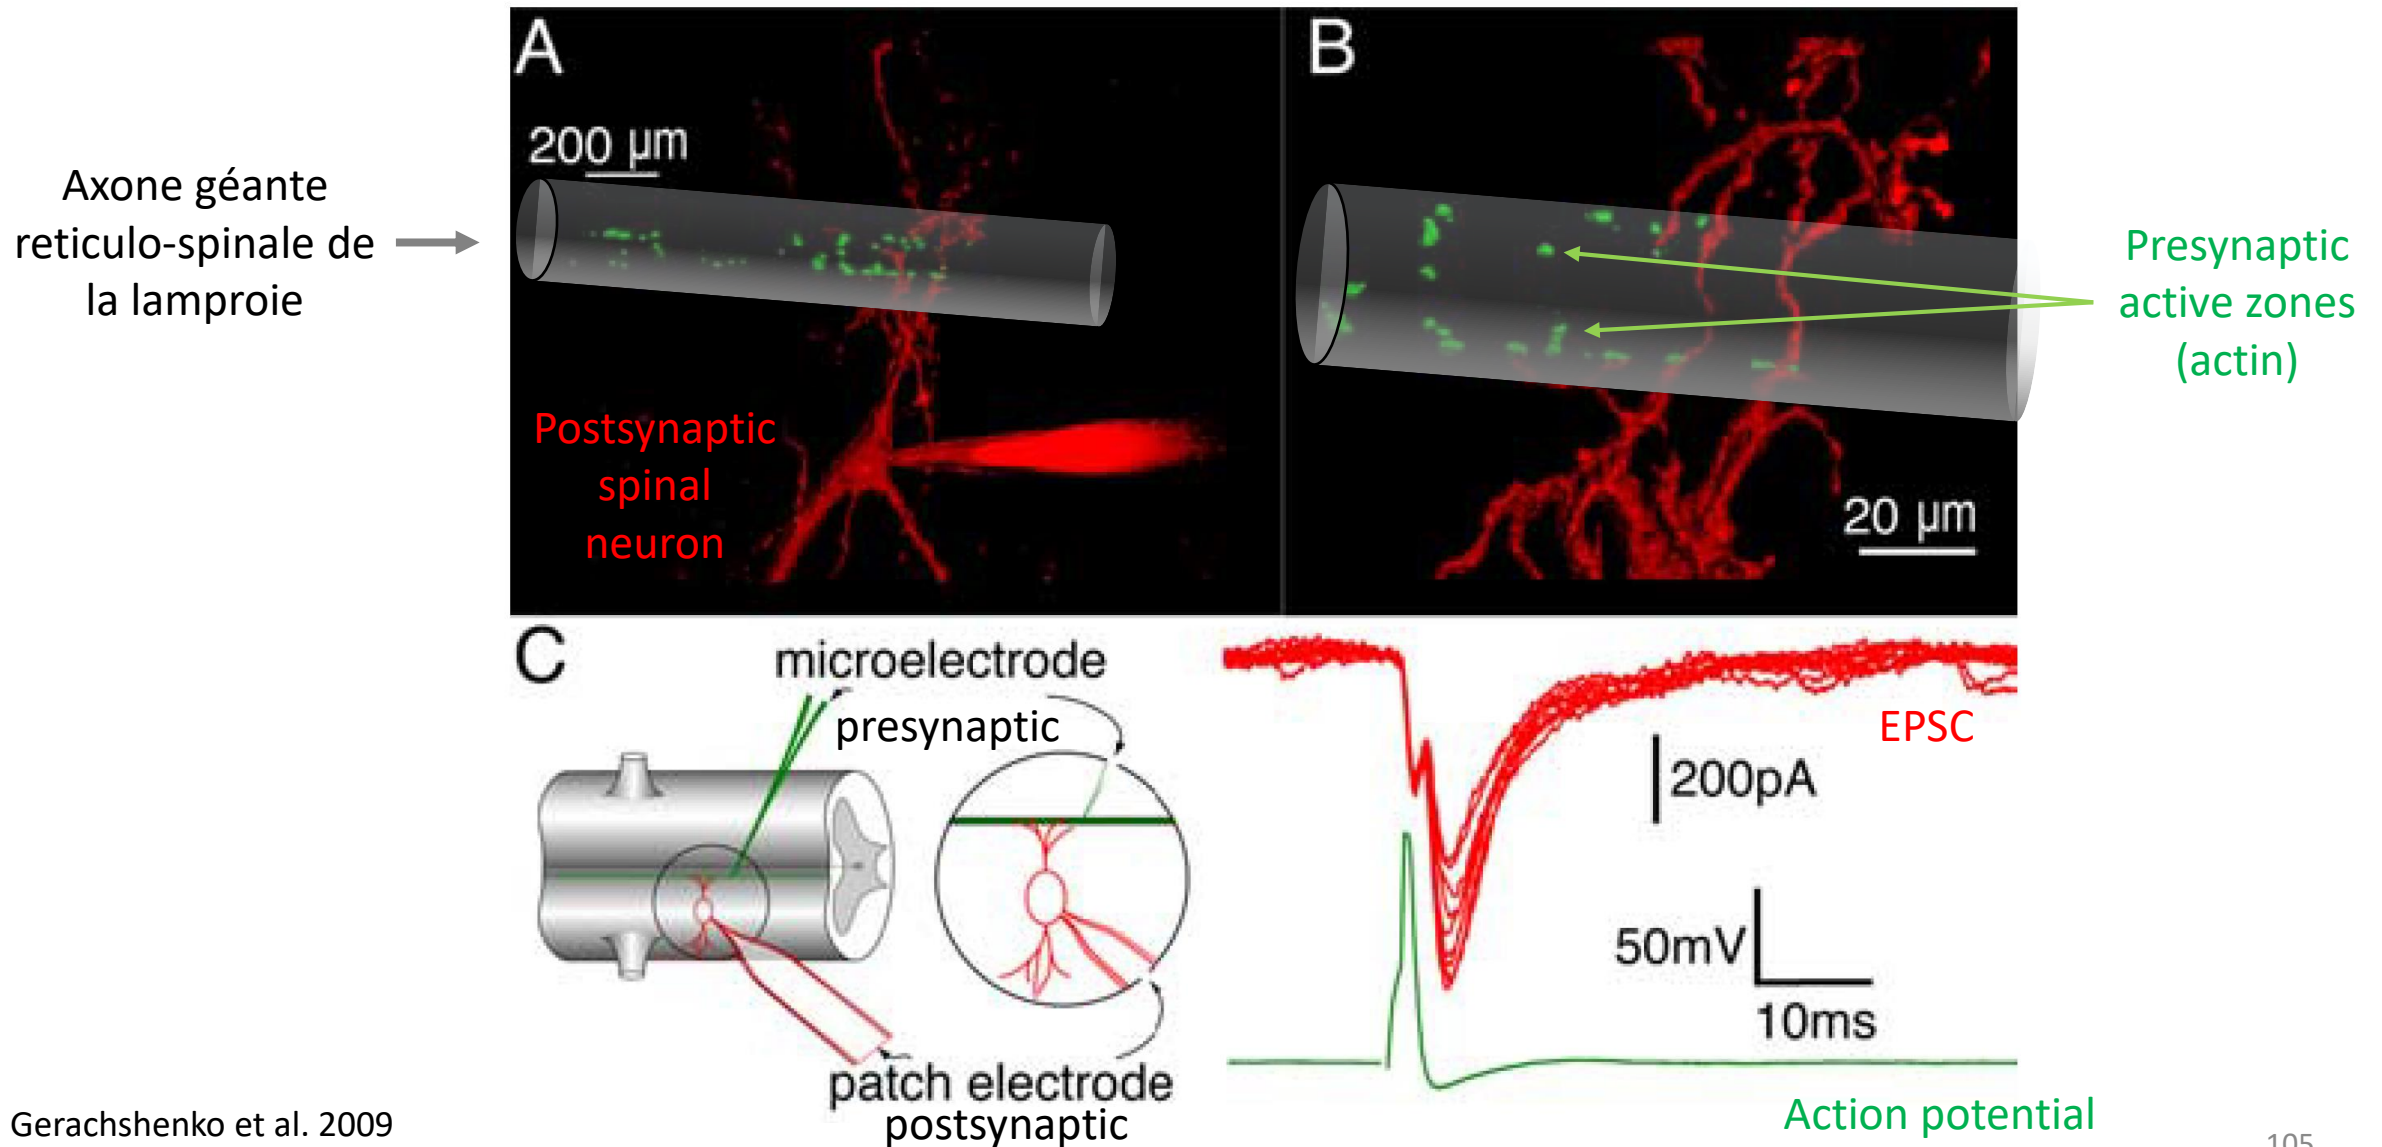 A
B
200 µm
Axone géante
reticulo-spinale de
la lamproie
Presynaptic
active zones
(actin)
Postsynaptic
spinal
neuron
20 µm
C
microelectrode
presynaptic
patch electrode
postsynaptic
EPSC
200pA
50mV
10ms
Action potential
Gerachshenko et al. 2009
105